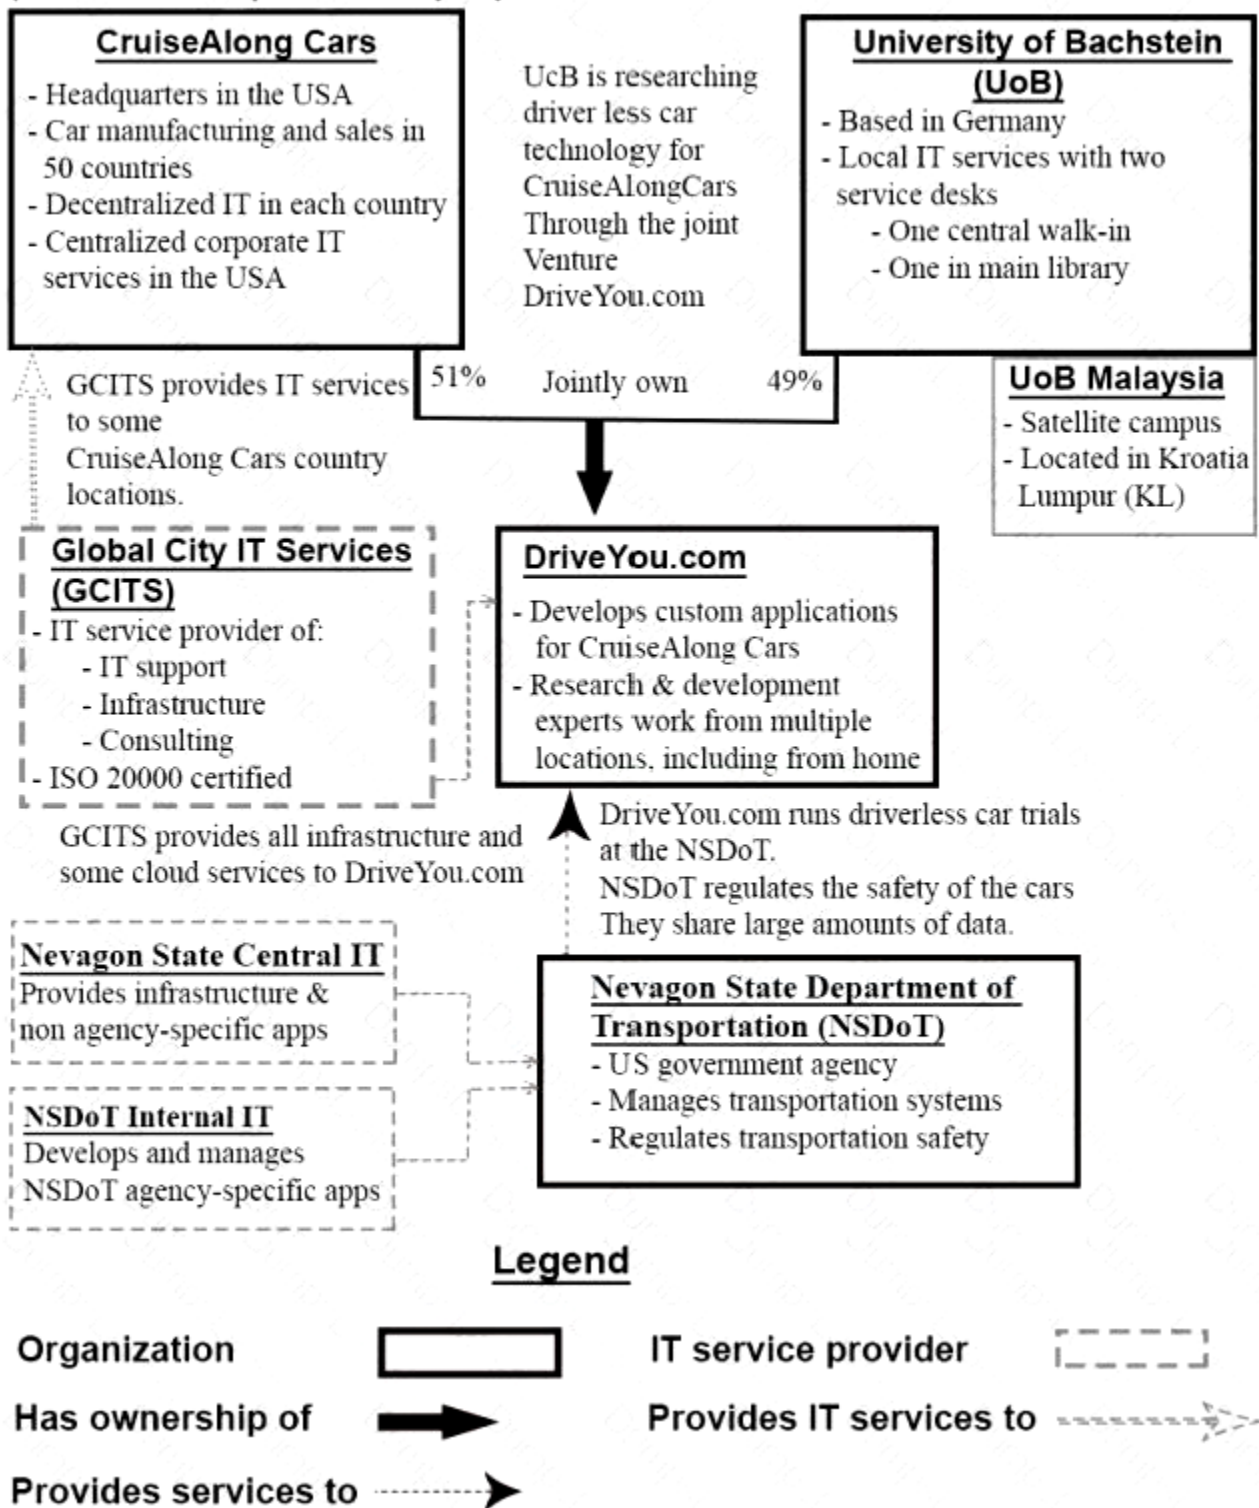 CruiseAlong Cars
- Headquarters in the USA
- Car manufacturing and sales in
50 countries
- Decentralized IT in each country
- Centralized corporate IT
services in the USA
UcB is researching
driver less car
technology for
CruiseAlongCars
Through the joint
Venture
DriveYou.com
University of Bachstein
(UoB)
- Based in Germany
- Local IT services with two
service desks
- One central walk-in
- One in main library
GCITS provides IT services
to some
CruiseAlong Cars country
locations.
51% Jointly own 49%
UoB Malaysia
- Satellite campus
- Located in Kroatia
Lumpur (KL)
Global City IT Services
(GCITS)
- IT service provider of:
- IT support
- Infrastructure
- Consulting
- ISO 20000 certified
DriveYou.com
- Develops custom applications
for CruiseAlong Cars
- Research & development
experts work from multiple
locations, including from home
GCITS provides all infrastructure and
some cloud services to DriveYou.com
DriveYou.com runs driverless car trials
at the NSDoT.
NSDoT regulates the safety of the cars
They share large amounts of data.
Nevagon State Central IT
Provides infrastructure &
non agency-specific apps
NSDoT Internal IT
Develops and manages
NSDoT agency-specific apps
Nevagon State Department of
Transportation (NSDoT)
- US government agency
- Manages transportation systems
- Regulates transportation safety
Legend
Organization
IT service provider
Has ownership of
Provides IT services to
Provides services to